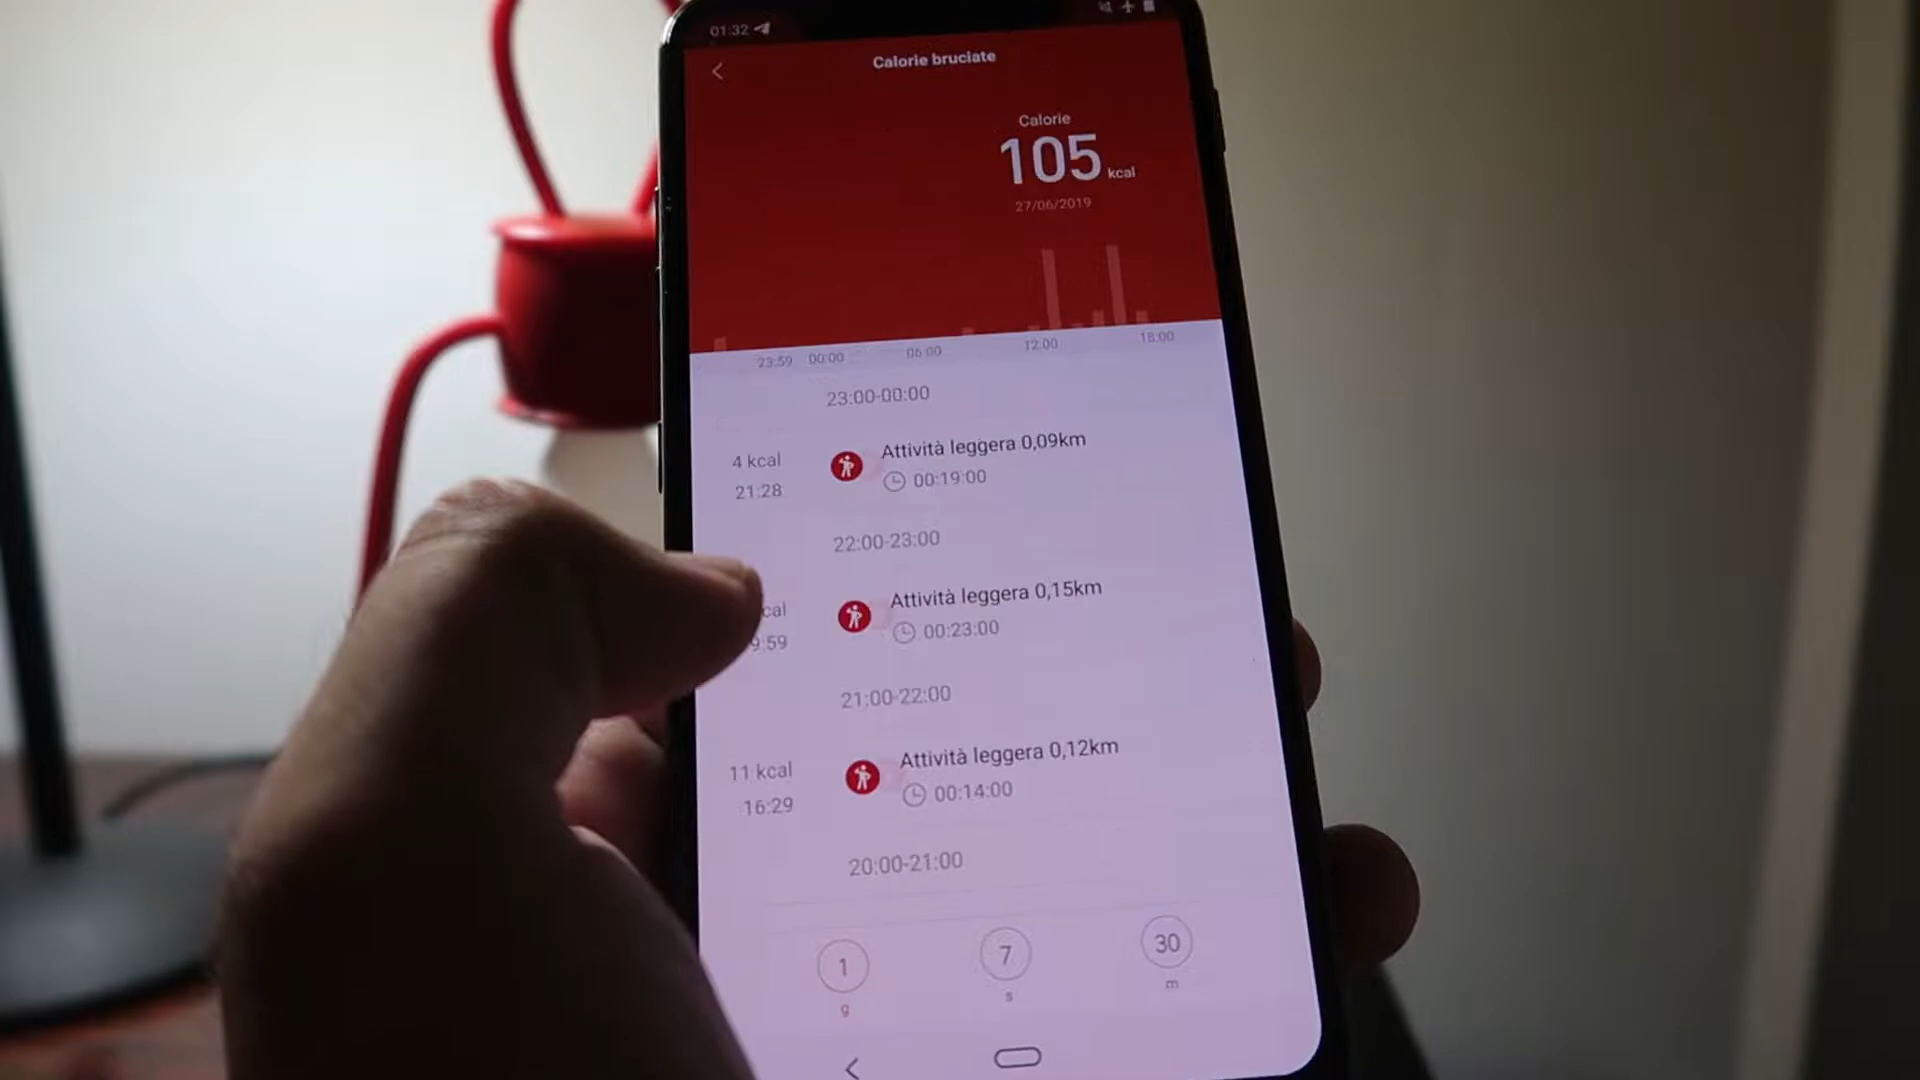 01:32
Calorie bruciate
Calorie
105 kcal
27/06/2019
23:59 00:00 06:00 12:00 18:00
23:00-00:00
4 kcal
21:28
Attività leggera 0,09km
00:19:00
22:00-23:00
cal
9:59
Attività leggera 0,15km
00:23:00
21:00-22:00
11 kcal
16:29
Attività leggera 0,12km
00:14:00
20:00-21:00
1 7 30
g s m